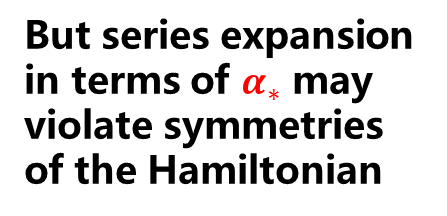 But series expansion
in terms of α* may
violate symmetries
of the Hamiltonian